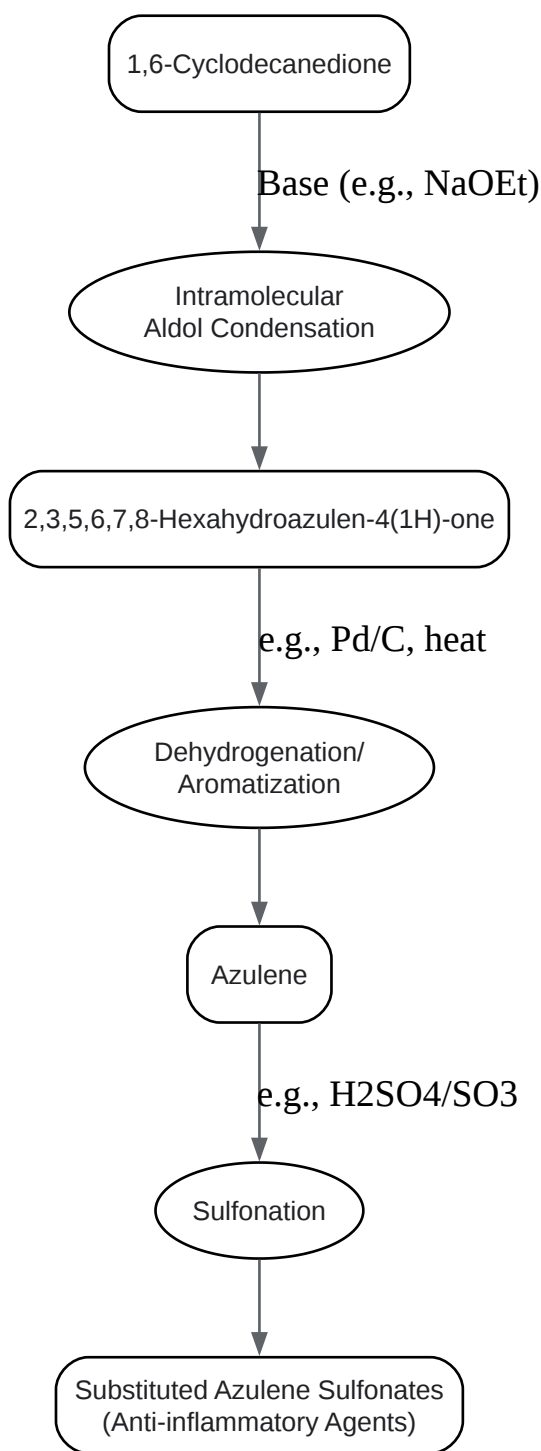 1,6-Cyclodecanedione
Base (e.g., NaOEt)
Intramolecular
Aldol Condensation
2,3,5,6,7,8-Hexahydroazulen-4(1H)-one
e.g., Pd/C, heat
Dehydrogenation/
Aromatization
Azulene
e.g., H2SO4/SO3
Sulfonation
Substituted Azulene Sulfonates
(Anti-inflammatory Agents)